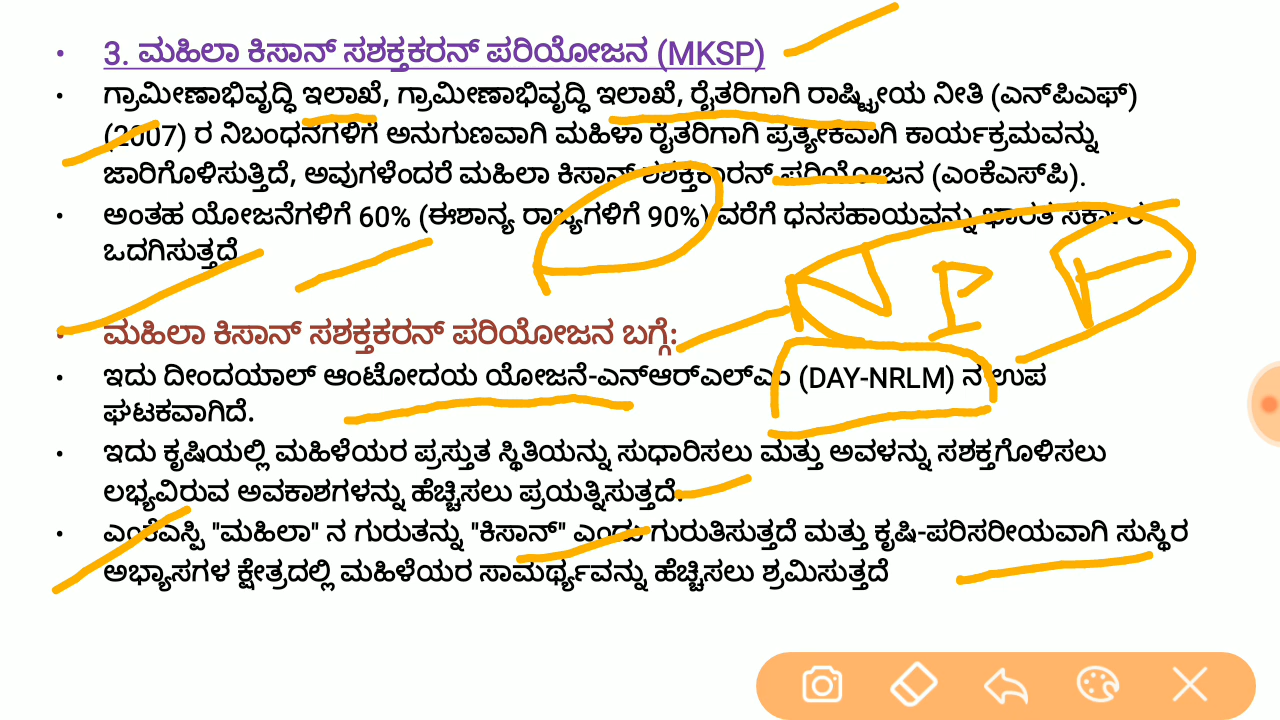 3. ಮಹಿಲಾ ಕಿಸಾನ್ ಸಶಕ್ತಕರನ್ ಪರಿಯೋಜನ (MKSP)
ಗ್ರಾಮೀಣಾಭಿವೃದ್ಧಿ ಇಲಾಖೆ, ಗ್ರಾಮೀಣಾಭಿವೃದ್ಧಿ ಇಲಾಖೆ, ರೈತರಿಗಾಗಿ ರಾಷ್ಟ್ರೀಯ ನೀತಿ (ಎನ್‌ಪಿಎಫ್)
(2007) ರ ನಿಬಂಧನೆಗಳಿಗೆ ಅನುಗುಣವಾಗಿ ಮಹಿಳಾ ರೈತರಿಗಾಗಿ ಪ್ರತ್ಯೇಕವಾಗಿ ಕಾರ್ಯಕ್ರಮವನ್ನು
ಜಾರಿಗೊಳಿಸುತ್ತಿದೆ, ಅವುಗಳೆಂದರೆ ಮಹಿಲಾ ಕಿಸಾನ್ ಶಶಕ್ತಿಕಾರನ್ ಪರಿಯೋಜನ (ಎಂಕೆಎಸ್‌ಪಿ).
ಅಂತಹ ಯೋಜನೆಗಳಿಗೆ 60% (ಈಶಾನ್ಯ ರಾಜ್ಯಗಳಿಗೆ 90%) ವರೆಗೆ ಧನಸಹಾಯವನ್ನು ಭಾರತ ಸರ್ಕಾರ
ಒದಗಿಸುತ್ತದೆ
NPF
ಮಹಿಲಾ ಕಿಸಾನ್ ಸಶಕ್ತಕರನ್ ಪರಿಯೋಜನ ಬಗ್ಗೆ:
ಇದು ದೀಂದಯಾಲ್ ಆಂಟೋದಯ ಯೋಜನೆ-ಎನ್‌ಆರ್‌ಎಲ್‌ಎಂ (DAY-NRLM) ನ ಉಪ
ಘಟಕವಾಗಿದೆ.
ಇದು ಕೃಷಿಯಲ್ಲಿ ಮಹಿಳೆಯರ ಪ್ರಸ್ತುತ ಸ್ಥಿತಿಯನ್ನು ಸುಧಾರಿಸಲು ಮತ್ತು ಅವಳನ್ನು ಸಶಕ್ತಗೊಳಿಸಲು
ಲಭ್ಯವಿರುವ ಅವಕಾಶಗಳನ್ನು ಹೆಚ್ಚಿಸಲು ಪ್ರಯತ್ನಿಸುತ್ತದೆ.
ಎಂಕೆಎಸ್ಪಿ "ಮಹಿಲಾ" ನ ಗುರುತನ್ನು "ಕಿಸಾನ್" ಎಂದು ಗುರುತಿಸುತ್ತದೆ ಮತ್ತು ಕೃಷಿ-ಪರಿಸರೀಯವಾಗಿ ಸುಸ್ಥಿರ
ಅಭ್ಯಾಸಗಳ ಕ್ಷೇತ್ರದಲ್ಲಿ ಮಹಿಳೆಯರ ಸಾಮರ್ಥ್ಯವನ್ನು ಹೆಚ್ಚಿಸಲು ಶ್ರಮಿಸುತ್ತದೆ